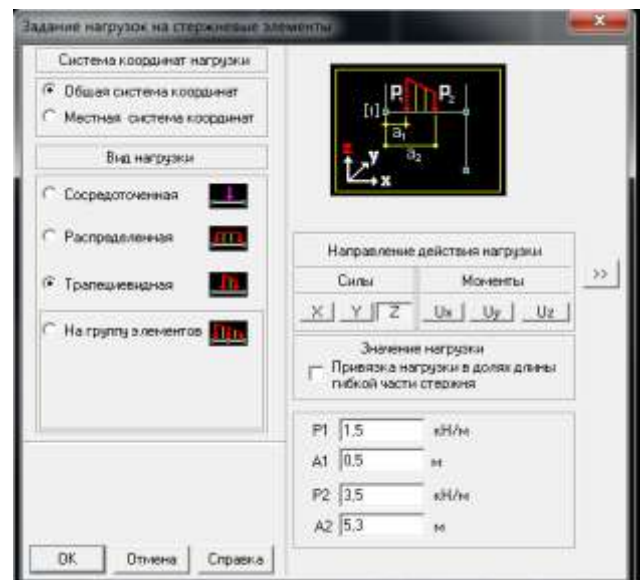 Задание нагрузок на стержневые элементы
Система координат нагрузки
Общая система координат
Местная система координат
Вид нагрузки
Сосредоточенная
Распределенная
Трапециевидная
На группу элементов
P1 P2
[1]
a1
a2
z y
x
Направление действия нагрузки
Силы Моменты
X Y Z Ux Uy Uz
>>
Значение нагрузки
Привязка нагрузки в долях длины
гибкой части стержня
P1 1,5 кН/м
A1 0,5 м
P2 3,5 кН/м
A2 5,3 м
OK Отмена Справка